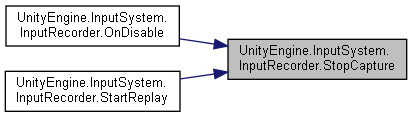 UnityEngine.InputSystem.
InputRecorder.OnDisable
UnityEngine.InputSystem.
InputRecorder.StopCapture
UnityEngine.InputSystem.
InputRecorder.StartReplay